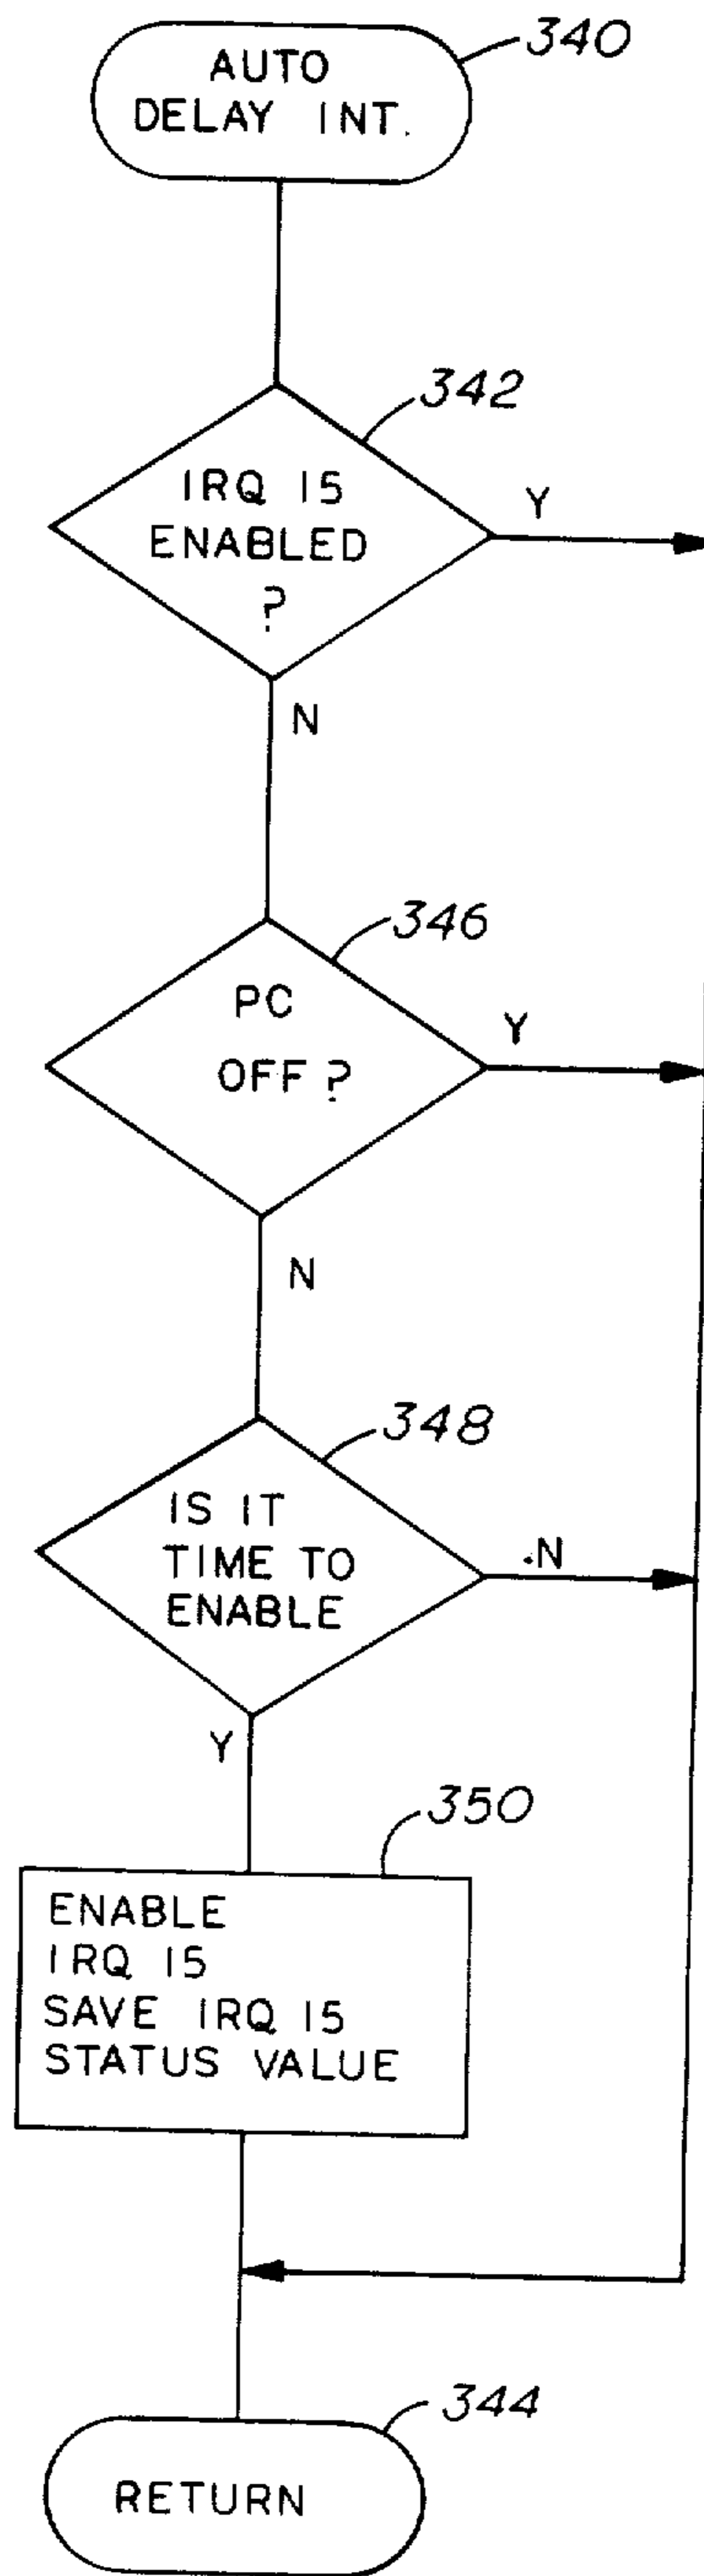 340
AUTO
DELAY INT.
342
IRQ 15
ENABLED
?
Y
N
346
PC
OFF ?
Y
N
348
IS IT
TIME TO
ENABLE
.N
Y
350
ENABLE
IRQ 15
SAVE IRQ 15
STATUS VALUE
344
RETURN